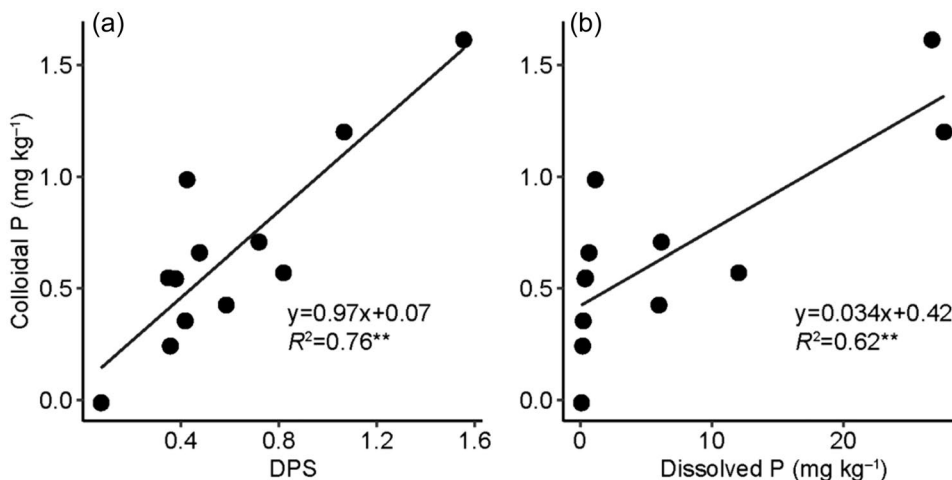 (a)
Colloidal P (mg kg⁻¹)
1.5
1.0
0.5
0.0
y=0.97x+0.07
R²=0.76**
0.4
0.8
1.2
1.6
DPS
(b)
1.5
1.0
0.5
0.0
y=0.034x+0.42
R²=0.62**
0
10
20
Dissolved P (mg kg⁻¹)